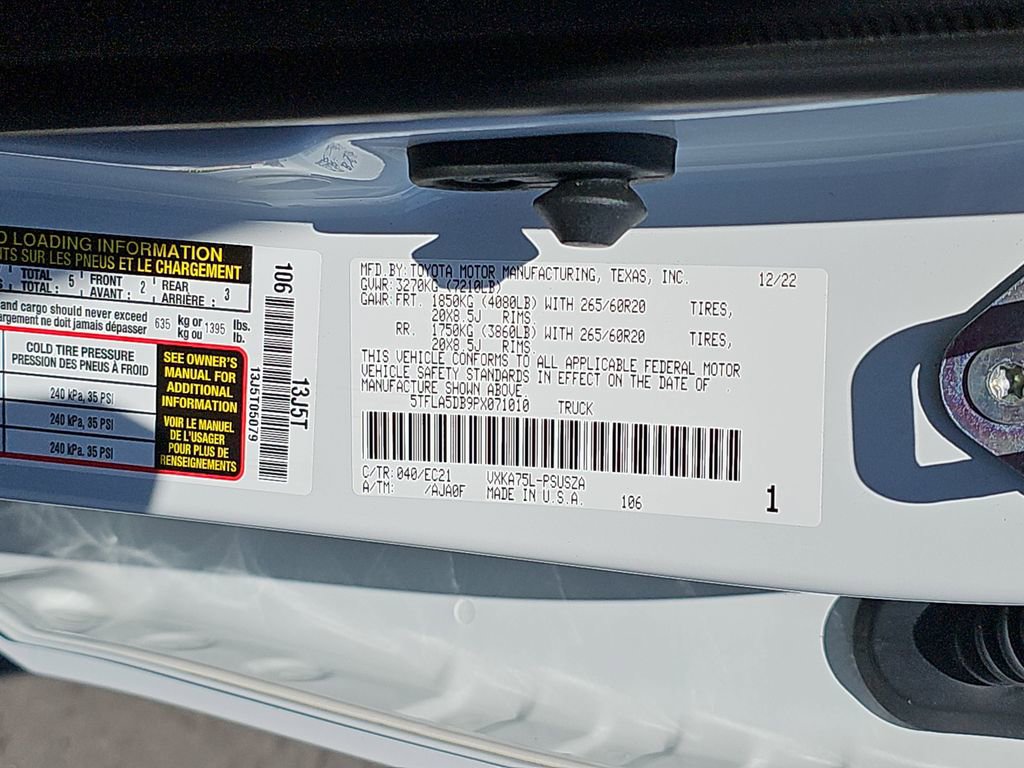 D LOADING INFORMATION
NTS SUR LES PNEUS ET LE CHARGEMENT
TOTAL FRONT REAR
TOTAL : 5 AVANT : 2 ARRIÈRE : 3
and cargo should never exceed 635 kg or 1395 lbs.
argement ne doit jamais dépasser kg ou lb.
COLD TIRE PRESSURE
PRESSION DES PNEUS À FROID
240 kPa, 35 PSI
240 kPa, 35 PSI
240 kPa, 35 PSI
SEE OWNER'S
MANUAL FOR
ADDITIONAL
INFORMATION
VOIR LE MANUEL
DE L'USAGER
POUR PLUS DE
RENSEIGNEMENTS
106
13J5T05079
13J5T
MFD.BY:TOYOTA MOTOR MANUFACTURING, TEXAS, INC. 12/22
GVWR: 3270KG (7210LB)
GAWR: FRT. 1850KG (4080LB) WITH 265/60R20 TIRES,
20X8.5J RIMS
RR. 1750KG (3860LB) WITH 265/60R20 TIRES,
20X8.5J RIMS
THIS VEHICLE CONFORMS TO ALL APPLICABLE FEDERAL MOTOR
VEHICLE SAFETY STANDARDS IN EFFECT ON THE DATE OF
MANUFACTURE SHOWN ABOVE.
5TFLA5DB9PX071010 TRUCK
C/TR: 040/EC21 VXKA75L-PSUSZA
A/TM: /AJA0F MADE IN U.S.A. 106 1